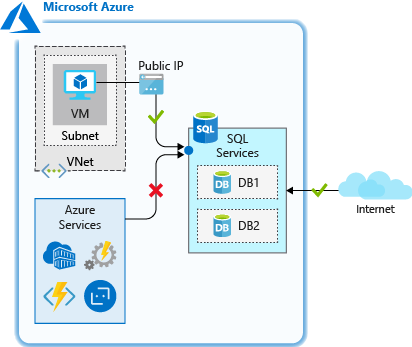 Microsoft Azure
Public IP
VM
Subnet
VNet
SQL
SQL
Services
DB
DB1
DB
DB2
Azure
Services
Internet